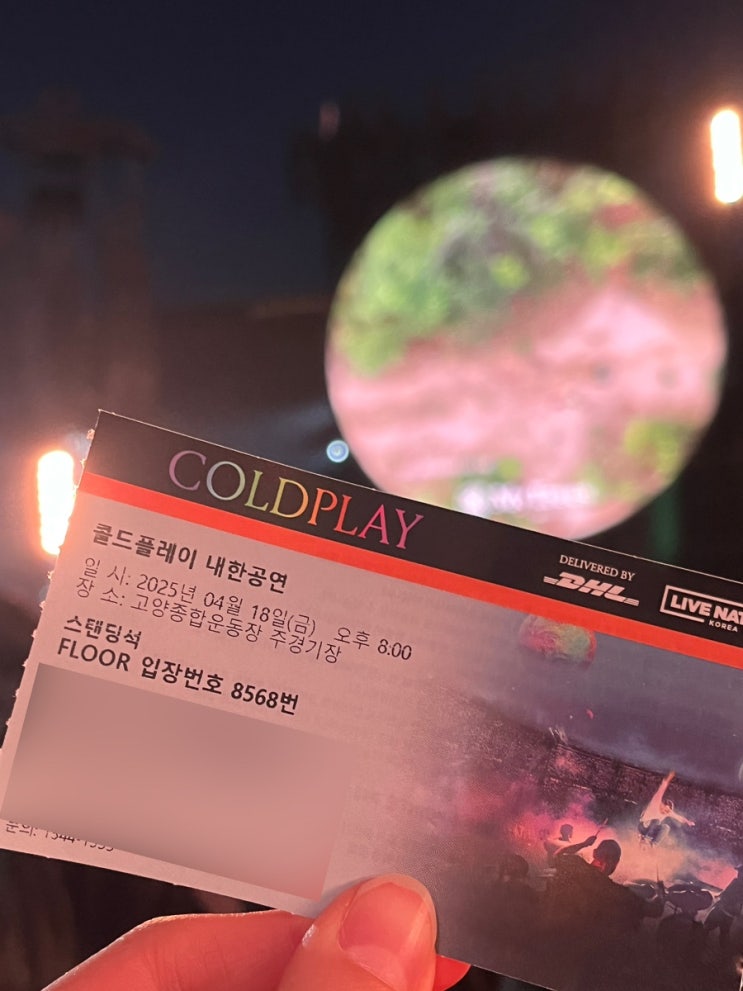 COLDPLAY
DELIVERED BY
DHL
LIVE NAT
KOREA
콜드플레이 내한공연
일 시: 2025년 04월 18일(금) 오후 8:00
장 소: 고양종합운동장 주경기장
스탠딩석
FLOOR 입장번호 8568번
문의: